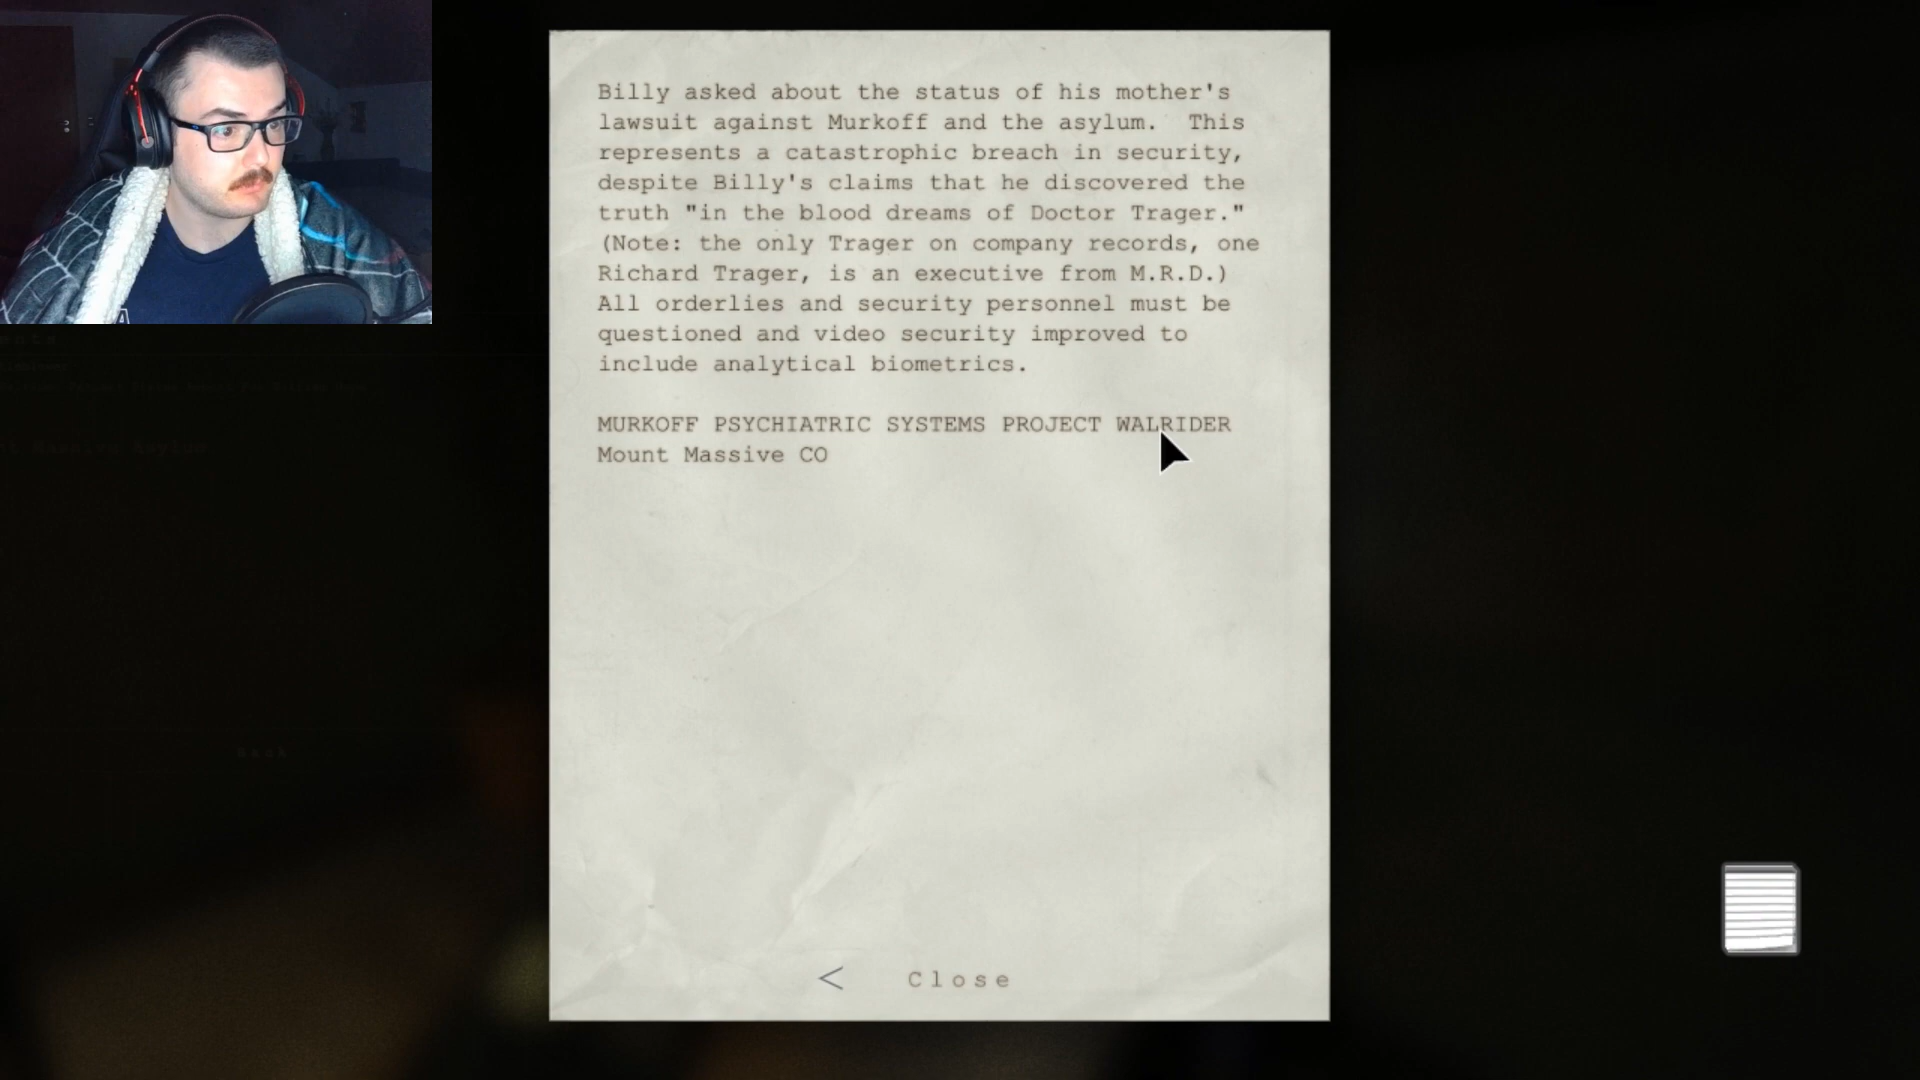 Billy asked about the status of his mother's
lawsuit against Murkoff and the asylum.  This
represents a catastrophic breach in security,
despite Billy's claims that he discovered the
truth "in the blood dreams of Doctor Trager."
(Note: the only Trager on company records, one
Richard Trager, is an executive from M.R.D.)
All orderlies and security personnel must be
questioned and video security improved to
include analytical biometrics.
MURKOFF PSYCHIATRIC SYSTEMS PROJECT WALRIDER
Mount Massive CO
< Close
Back